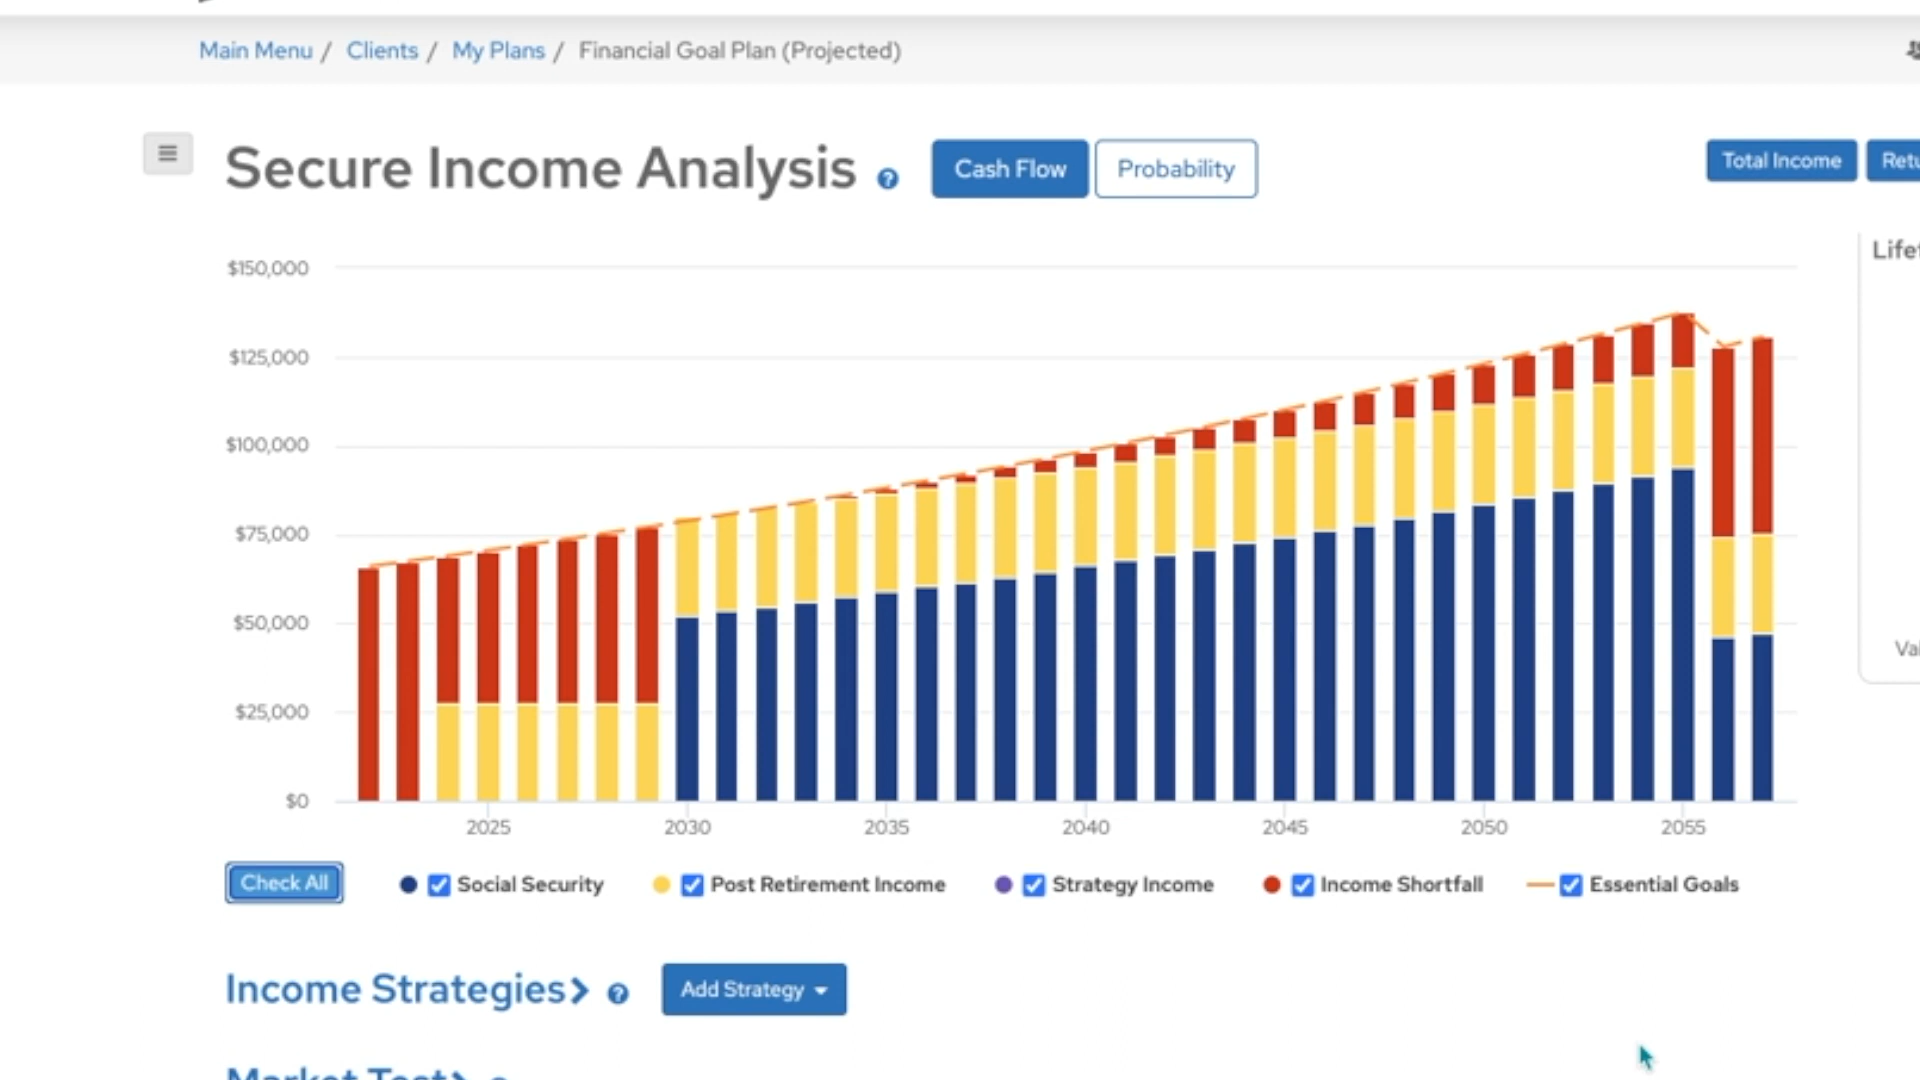 Main Menu / Clients / My Plans / Financial Goal Plan (Projected)
Secure Income Analysis ? Cash Flow Probability Total Income
$150,000
$125,000
$100,000
$75,000
$50,000
$25,000
$0
2025 2030 2035 2040 2045 2050 2055
Check All Social Security Post Retirement Income Strategy Income Income Shortfall Essential Goals
Income Strategies> ? Add Strategy
Market Test>